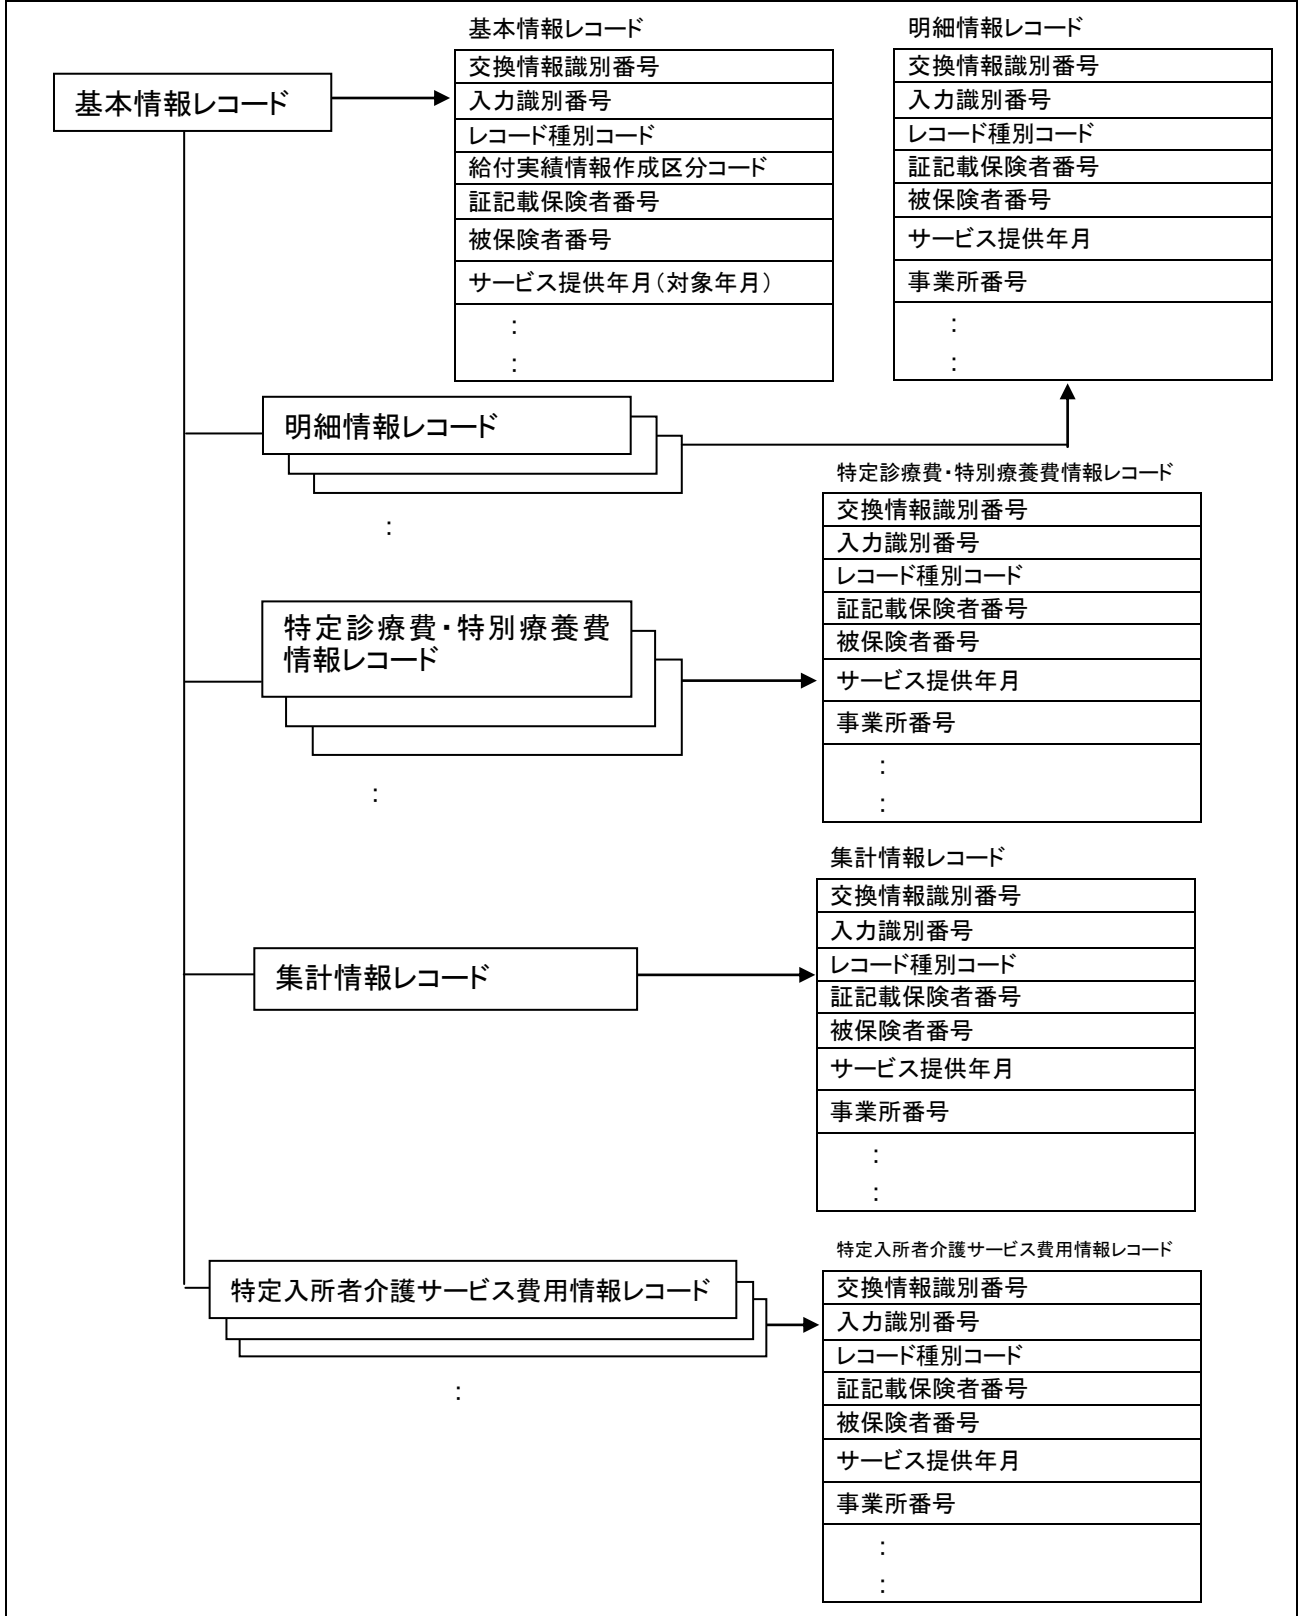 基本情報レコード
基本情報レコード
交換情報識別番号
入力識別番号
レコード種別コード
給付実績情報作成区分コード
証記載保険者番号
被保険者番号
サービス提供年月(対象年月)
:
:
明細情報レコード
交換情報識別番号
入力識別番号
レコード種別コード
証記載保険者番号
被保険者番号
サービス提供年月
事業所番号
:
:
明細情報レコード
:
特定診療費・特別療養費情報レコード
交換情報識別番号
入力識別番号
レコード種別コード
証記載保険者番号
被保険者番号
サービス提供年月
事業所番号
:
:
特定診療費・特別療養費
情報レコード
:
集計情報レコード
集計情報レコード
交換情報識別番号
入力識別番号
レコード種別コード
証記載保険者番号
被保険者番号
サービス提供年月
事業所番号
:
:
特定入所者介護サービス費用情報レコード
:
特定入所者介護サービス費用情報レコード
交換情報識別番号
入力識別番号
レコード種別コード
証記載保険者番号
被保険者番号
サービス提供年月
事業所番号
:
: